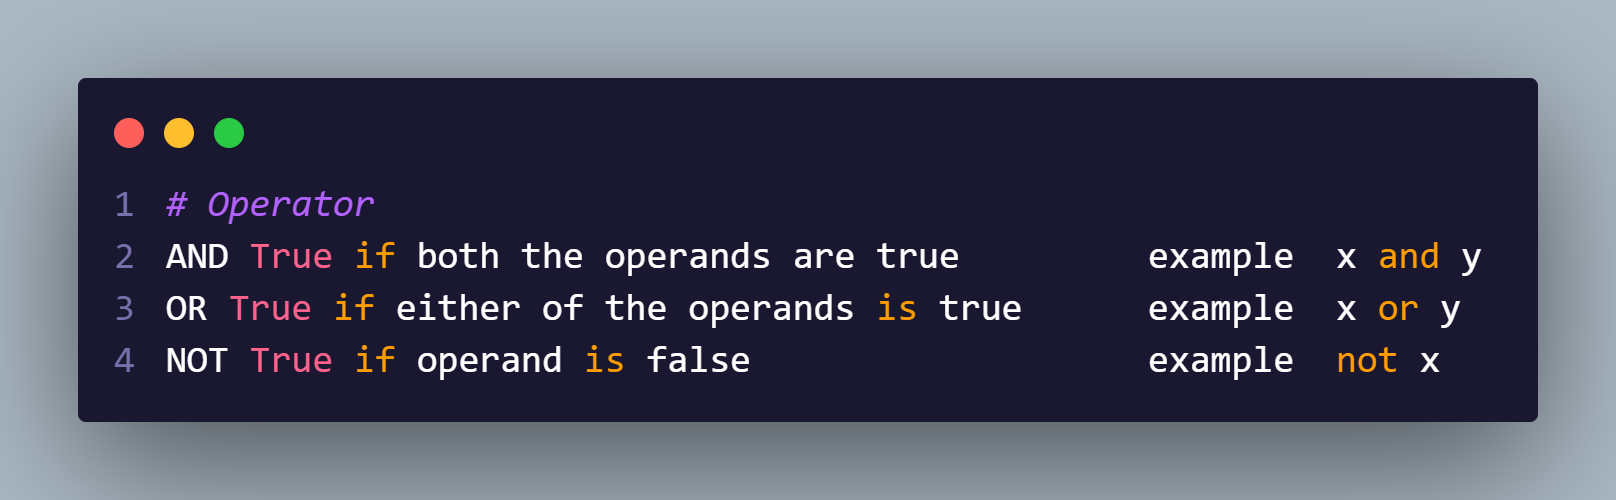 1 # Operator
2 AND True if both the operands are true example x and y
3 OR True if either of the operands is true example x or y
4 NOT True if operand is false example not x